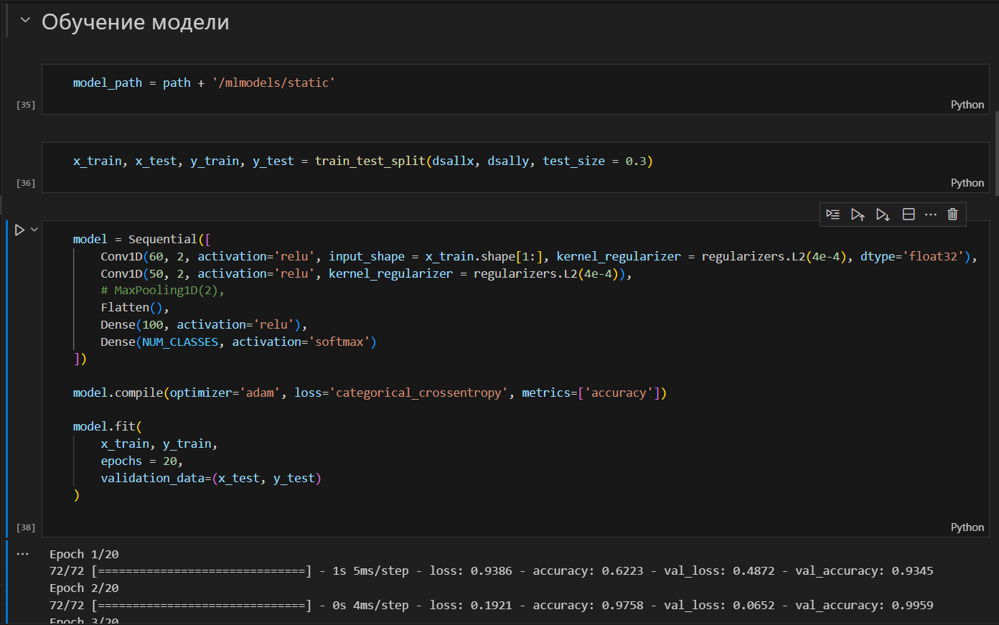 Обучение модели
model_path = path + '/mlmodels/static'
[35]
Python
x_train, x_test, y_train, y_test = train_test_split(dsallx, dsally, test_size = 0.3)
[36]
Python
model = Sequential([
    Conv1D(60, 2, activation='relu', input_shape = x_train.shape[1:], kernel_regularizer = regularizers.L2(4e-4), dtype='float32'),
    Conv1D(50, 2, activation='relu', kernel_regularizer = regularizers.L2(4e-4)),
    # MaxPooling1D(2),
    Flatten(),
    Dense(100, activation='relu'),
    Dense(NUM_CLASSES, activation='softmax')
])
model.compile(optimizer='adam', loss='categorical_crossentropy', metrics=['accuracy'])
model.fit(
    x_train, y_train,
    epochs = 20,
    validation_data=(x_test, y_test)
)
[38]
Python
Epoch 1/20
72/72 [==============================] - 1s 5ms/step - loss: 0.9386 - accuracy: 0.6223 - val_loss: 0.4872 - val_accuracy: 0.9345
Epoch 2/20
72/72 [==============================] - 0s 4ms/step - loss: 0.1921 - accuracy: 0.9758 - val_loss: 0.0652 - val_accuracy: 0.9959
Epoch 3/20